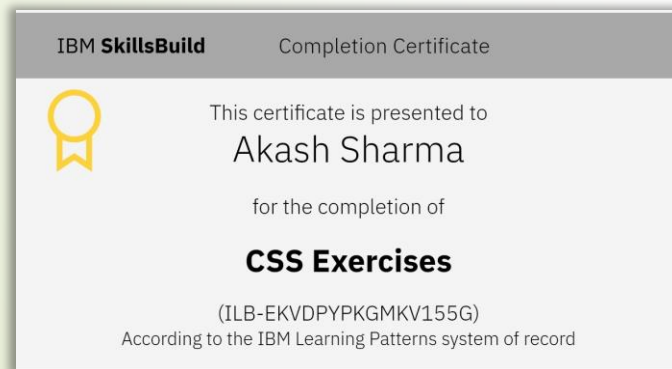 IBM SkillsBuild Completion Certificate
This certificate is presented to
Akash Sharma
for the completion of
CSS Exercises
(ILB-EKVDPYPKGMKV155G)
According to the IBM Learning Patterns system of record